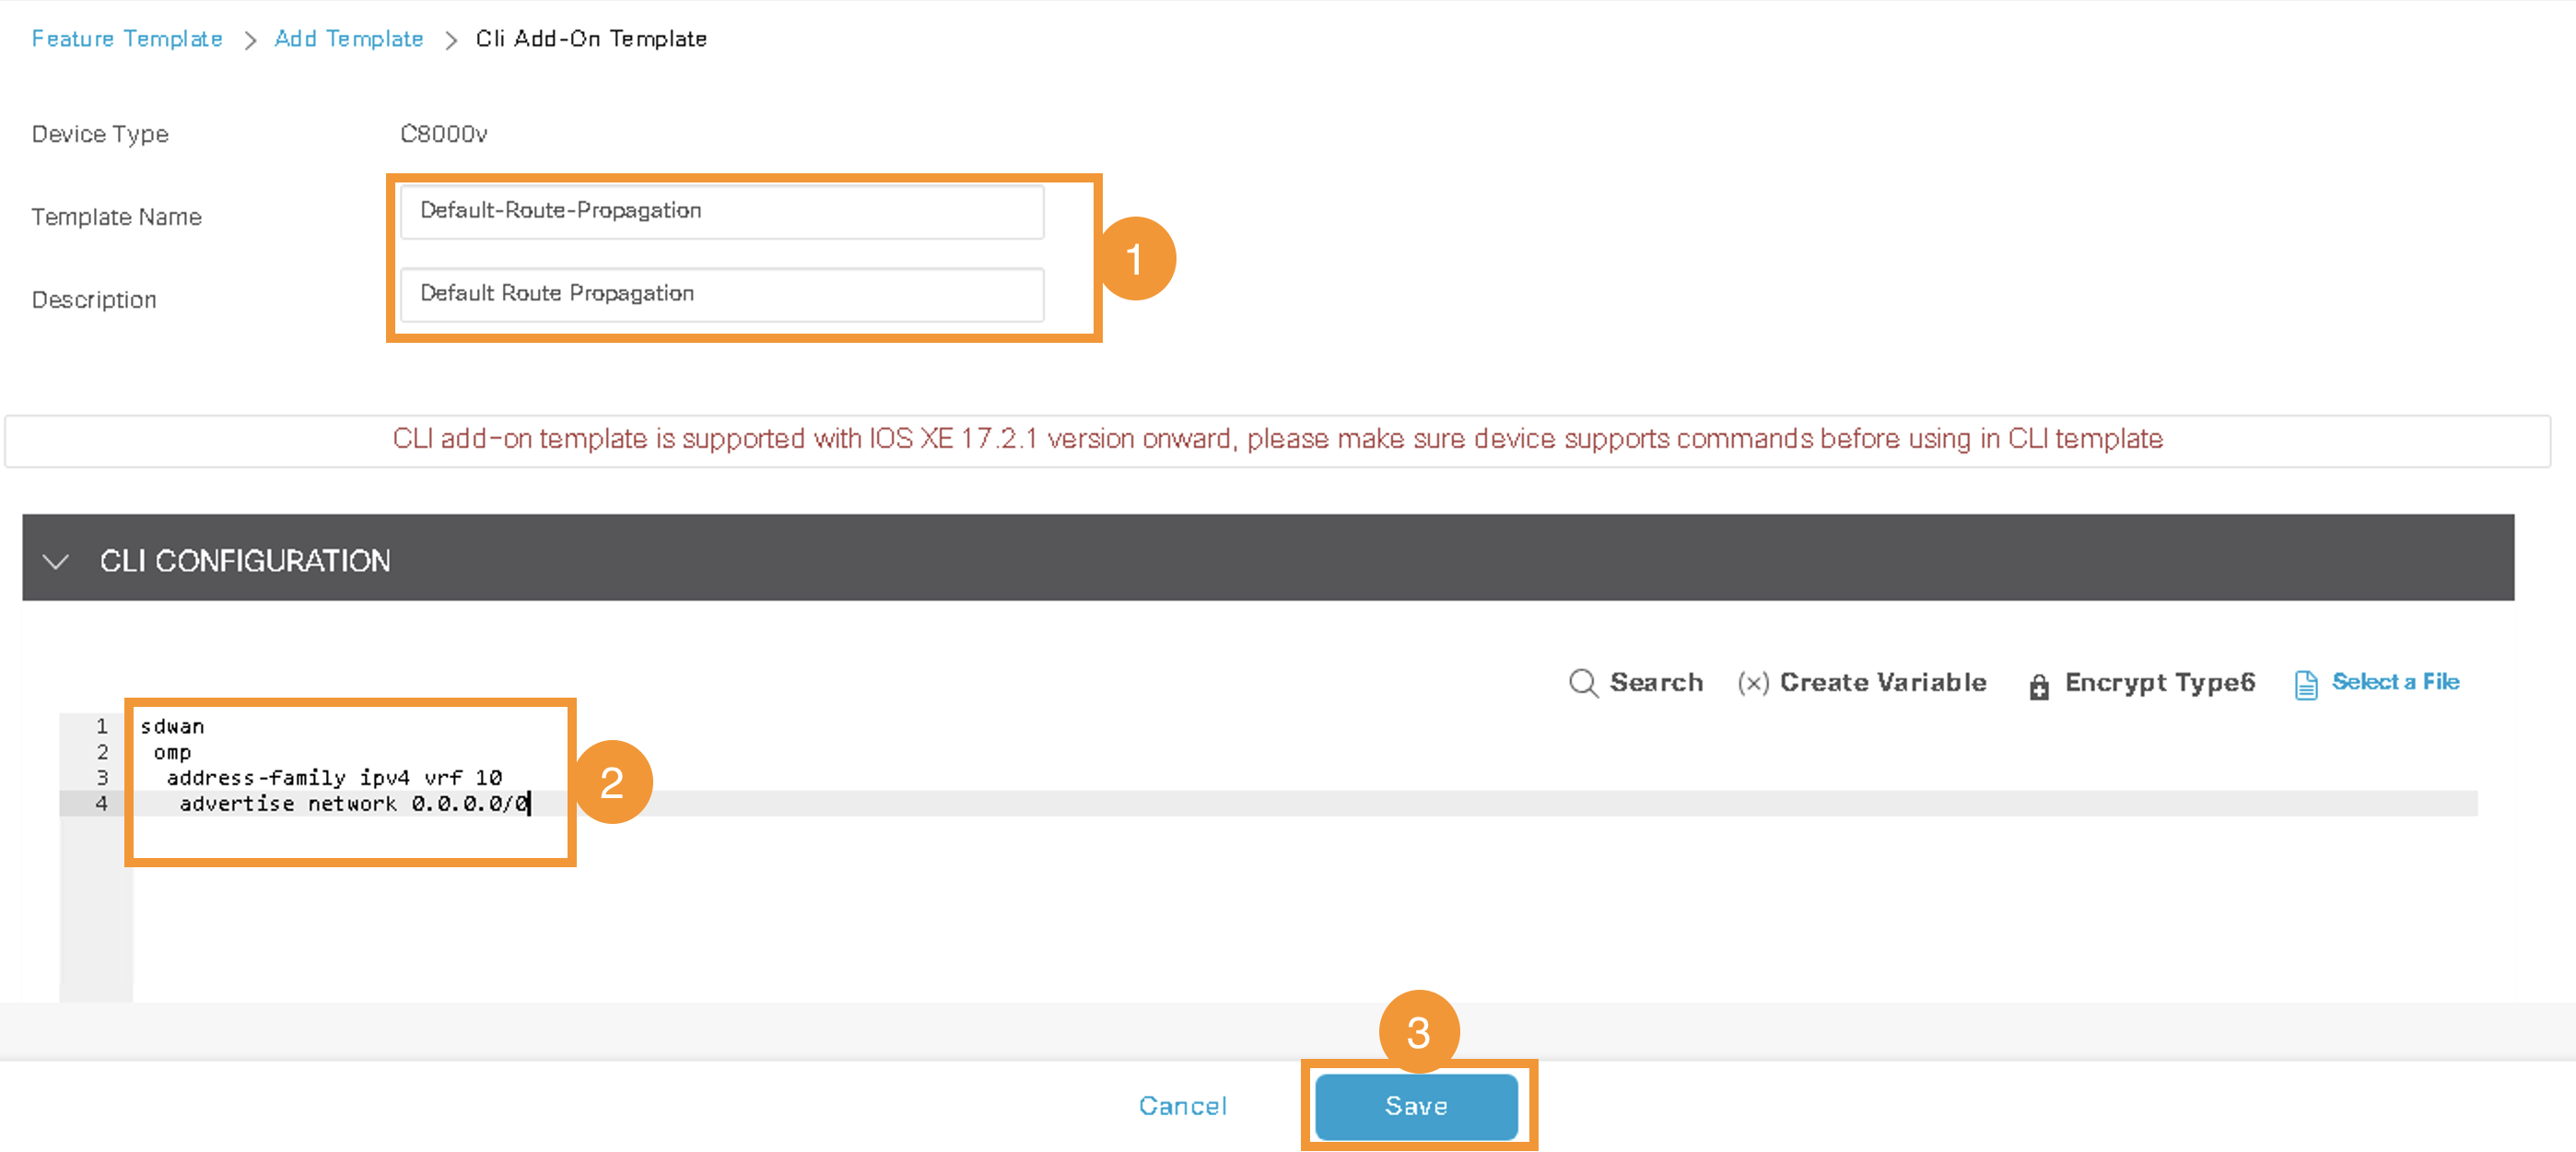 Feature Template > Add Template > Cli Add-On Template
Device Type C8000v
Template Name Default-Route-Propagation
1
Description Default Route Propagation
CLI add-on template is supported with IOS XE 17.2.1 version onward, please make sure device supports commands before using in CLI template
CLI CONFIGURATION
Search (x) Create Variable Encrypt Type6 Select a File
1 sdwan
2 omp
3 address-family ipv4 vrf 10
4 advertise network 0.0.0.0/0
2
3
Cancel Save